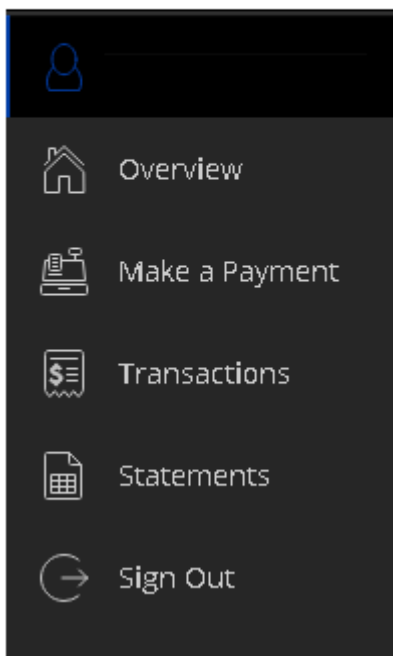 Overview
Make a Payment
Transactions
Statements
Sign Out